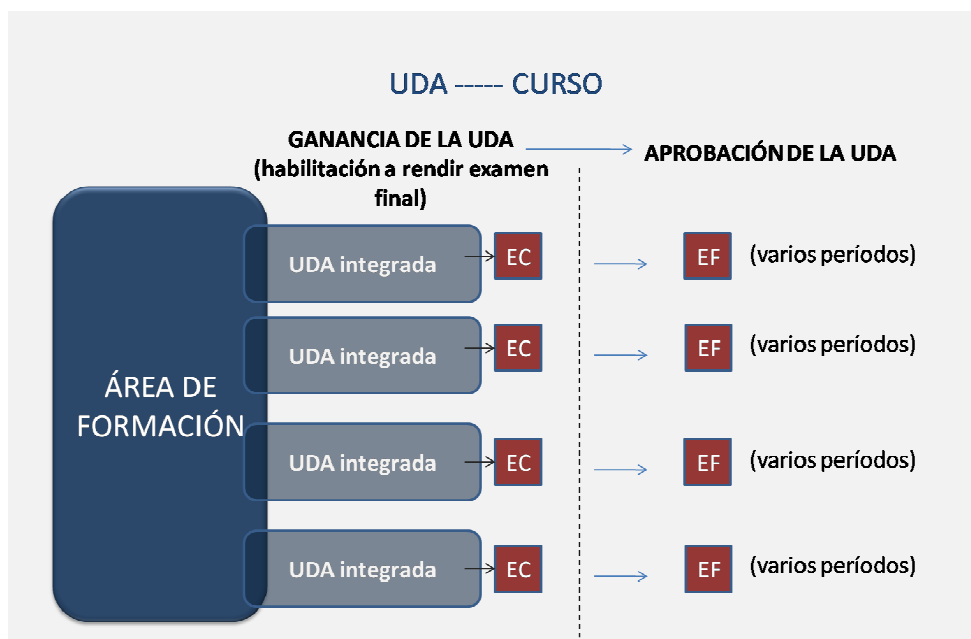 UDA ----- CURSO
GANANCIA DE LA UDA
(habilitación a rendir examen
final)
APROBACIÓN DE LA UDA
ÁREA DE
FORMACIÓN
UDA integrada
EC
EF
(varios períodos)
UDA integrada
EC
EF
(varios períodos)
UDA integrada
EC
EF
(varios períodos)
UDA integrada
EC
EF
(varios períodos)